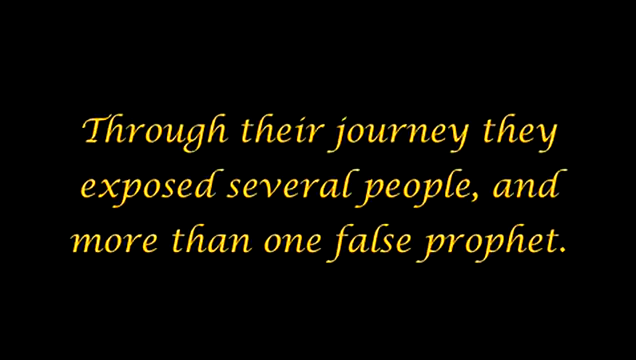 Through their journey they
exposed several people, and
more than one false prophet.